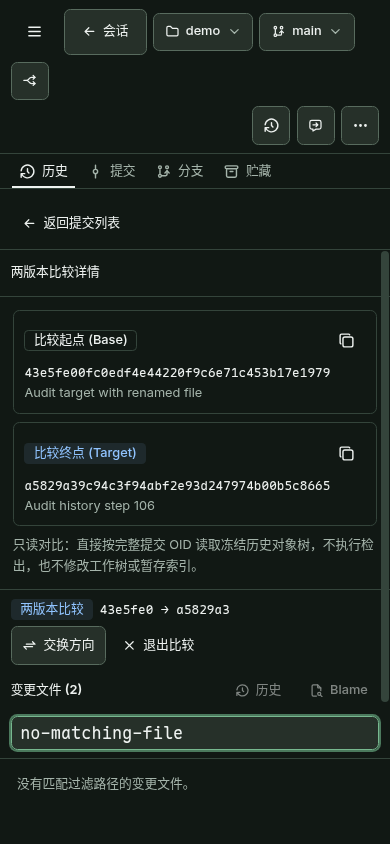 会话
demo
main
历史
提交
分支
贮藏
返回提交列表
两版本比较详情
比较起点 (Base)
43e5fe00fc0edf4e44220f9c6e71c453b17e1979
Audit target with renamed file
比较终点 (Target)
a5829a39c94c3f94abf2e93d247974b00b5c8665
Audit history step 106
只读对比：直接按完整提交 OID 读取冻结历史对象树，不执行检
出，也不修改工作树或暂存索引。
两版本比较 43e5fe0 → a5829a3
交换方向 退出比较
变更文件 (2) 历史 Blame
no-matching-file
没有匹配过滤路径的变更文件。